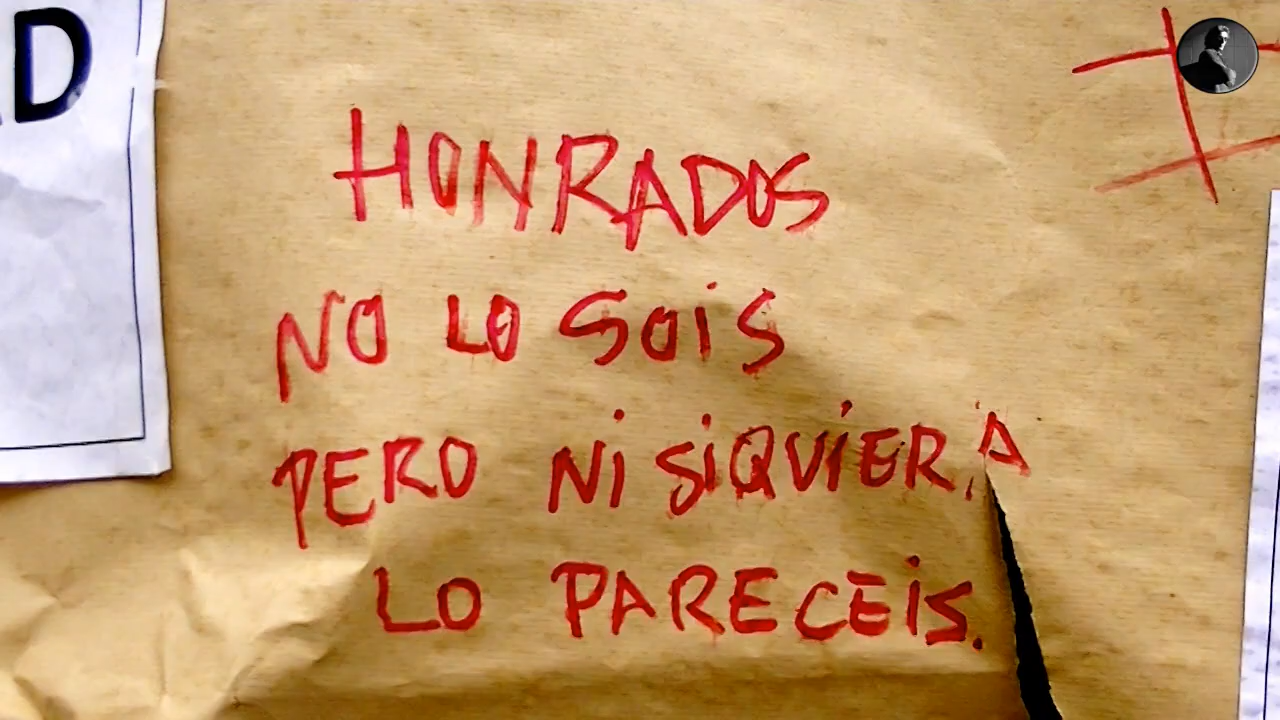 HONRADOS
NO LO SOiS
PERO Ni SiQUiERA
LO PARECEiS.